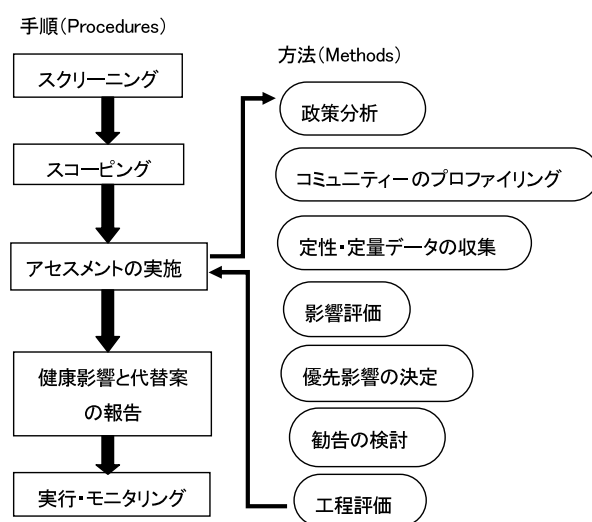 手順(Procedures)
スクリーニング
スコーピング
アセスメントの実施
健康影響と代替案
の報告
実行・モニタリング
方法(Methods)
政策分析
コミュニティーのプロファイリング
定性・定量データの収集
影響評価
優先影響の決定
勧告の検討
工程評価